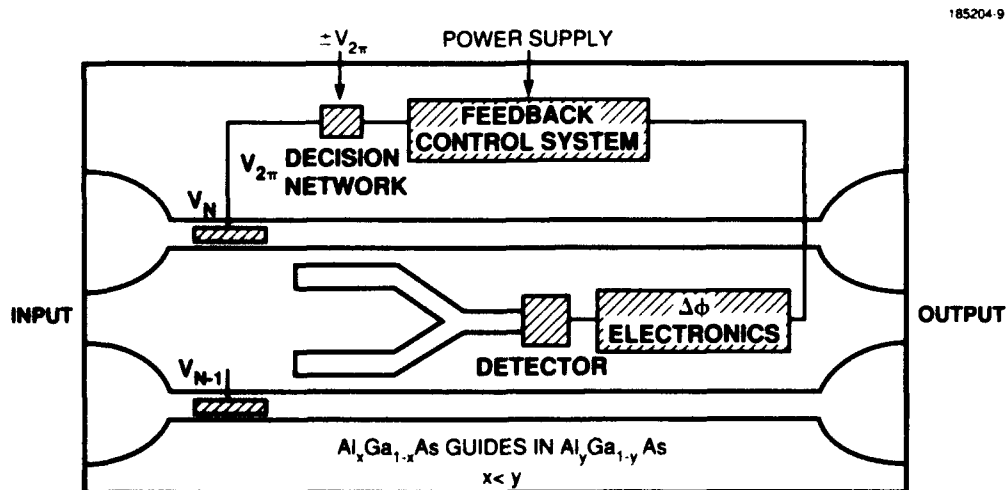 185204-9
±V2π
POWER SUPPLY
FEEDBACK
CONTROL SYSTEM
V2π
DECISION
NETWORK
VN
INPUT
OUTPUT
Δϕ
ELECTRONICS
DETECTOR
VN-1
AlxGa1-xAs GUIDES IN AlyGa1-yAs
x< y